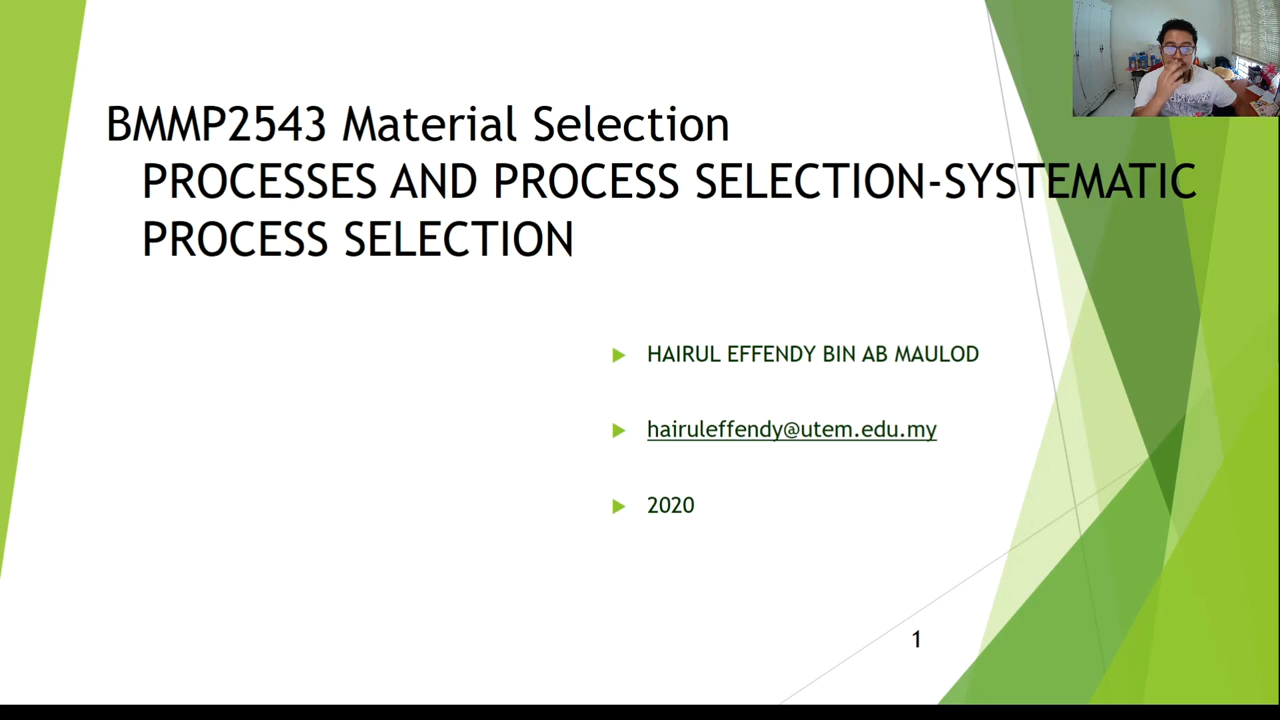 BMMP2543 Material Selection
PROCESSES AND PROCESS SELECTION-SYSTEMATIC
PROCESS SELECTION
HAIRUL EFFENDY BIN AB MAULOD
hairuleffendy@utem.edu.my
2020
1